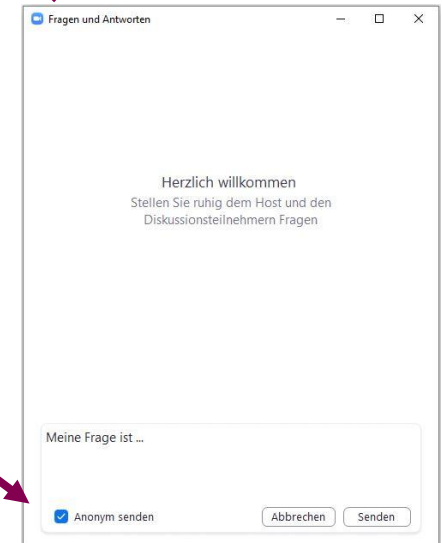 Fragen und Antworten
Herzlich willkommen
Stellen Sie ruhig dem Host und den
Diskussionsteilnehmern Fragen
Meine Frage ist ...
Anonym senden
Abbrechen
Senden